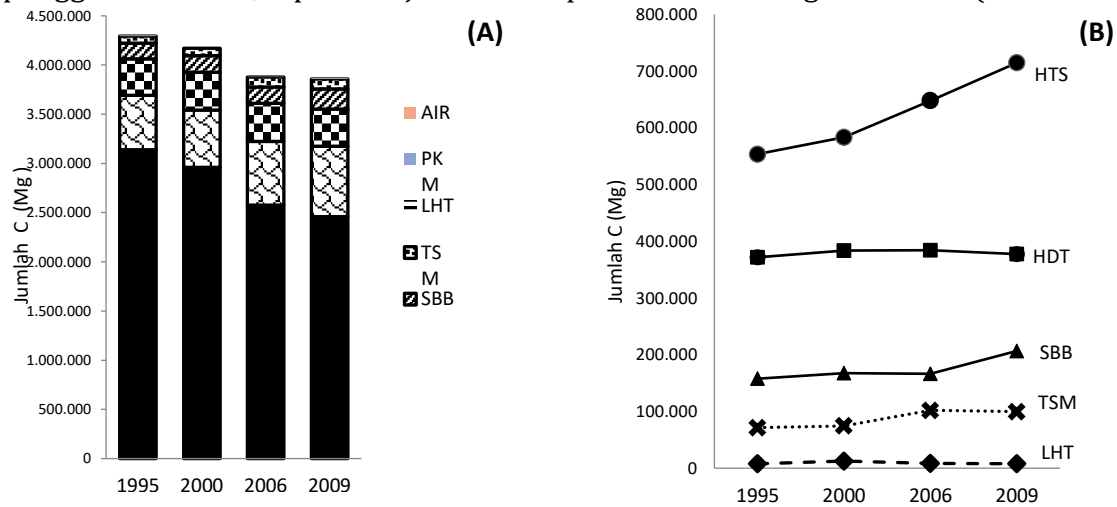 (A)
4.500.000
4.000.000
3.500.000
3.000.000
2.500.000
2.000.000
1.500.000
1.000.000
500.000
0
Jumlah C (Mg )
1995 2000 2006 2009
AIR
PK
M
LHT
TS
M
SBB
(B)
800.000
700.000
600.000
500.000
400.000
300.000
200.000
100.000
0
Jumlah C (Mg)
HTS
HDT
SBB
TSM
LHT
1995 2000 2006 2009